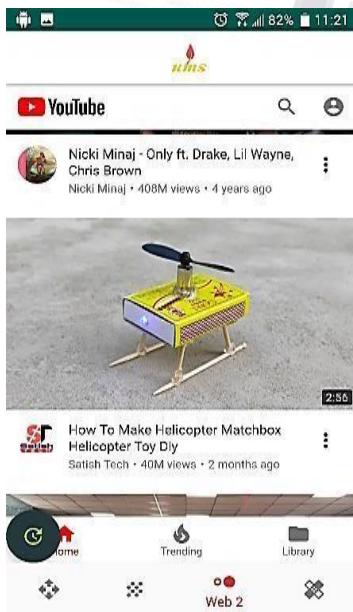 82% 11:21
ums
YouTube
Nicki Minaj - Only ft. Drake, Lil Wayne,
Chris Brown
Nicki Minaj • 408M views • 4 years ago
2:56
How To Make Helicopter Matchbox
Helicopter Toy Diy
Satish Tech • 40M views • 2 months ago
ome
Trending
Library
Web 2